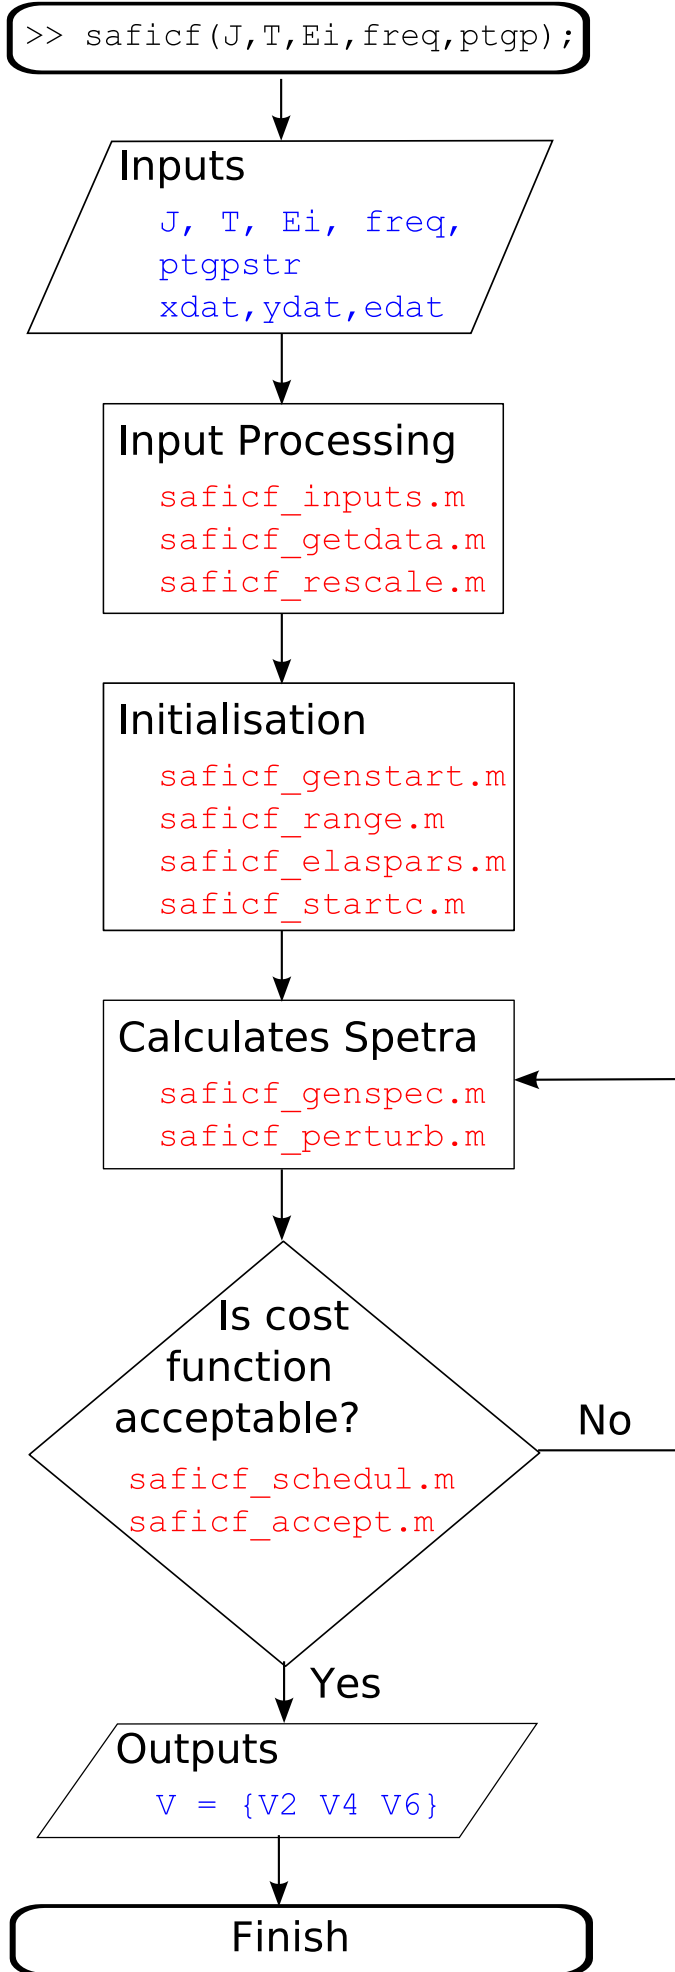 >> saficf(J,T,Ei,freq,ptgp);
Inputs
J, T, Ei, freq,
ptgpstr
xdat,ydat,edat
Input Processing
saficf_inputs.m
saficf_getdata.m
saficf_rescale.m
Initialisation
saficf_genstart.m
saficf_range.m
saficf_elaspars.m
saficf_startc.m
Calculates Spetra
saficf_genspec.m
saficf_perturb.m
Is cost
function
acceptable?
No
saficf_schedul.m
saficf_accept.m
Yes
Outputs
V = {V2 V4 V6}
Finish